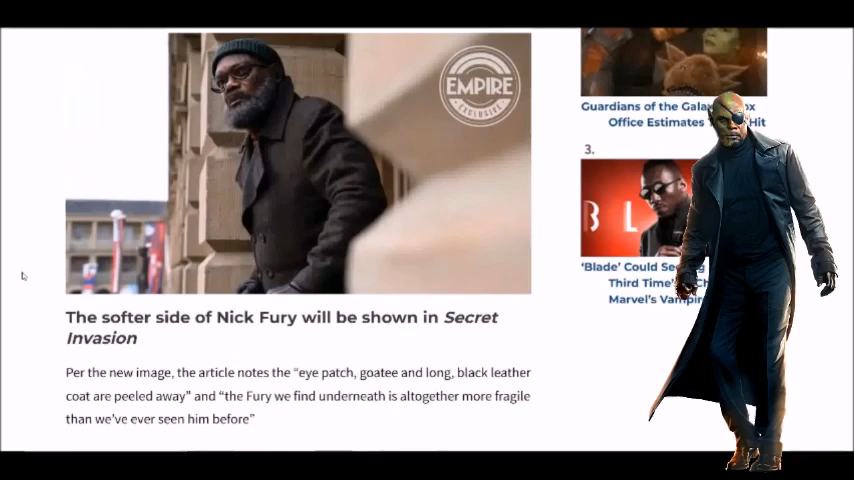 EMPIRE
EXCLUSIVE
The softer side of Nick Fury will be shown in Secret
Invasion
Per the new image, the article notes the “eye patch, goatee and long, black leather
coat are peeled away” and “the Fury we find underneath is altogether more fragile
than we’ve ever seen him before”
Guardians of the
Office Estimates Hit
3.
B L
‘Blade’ Could
Third Time’s
Marvel’s